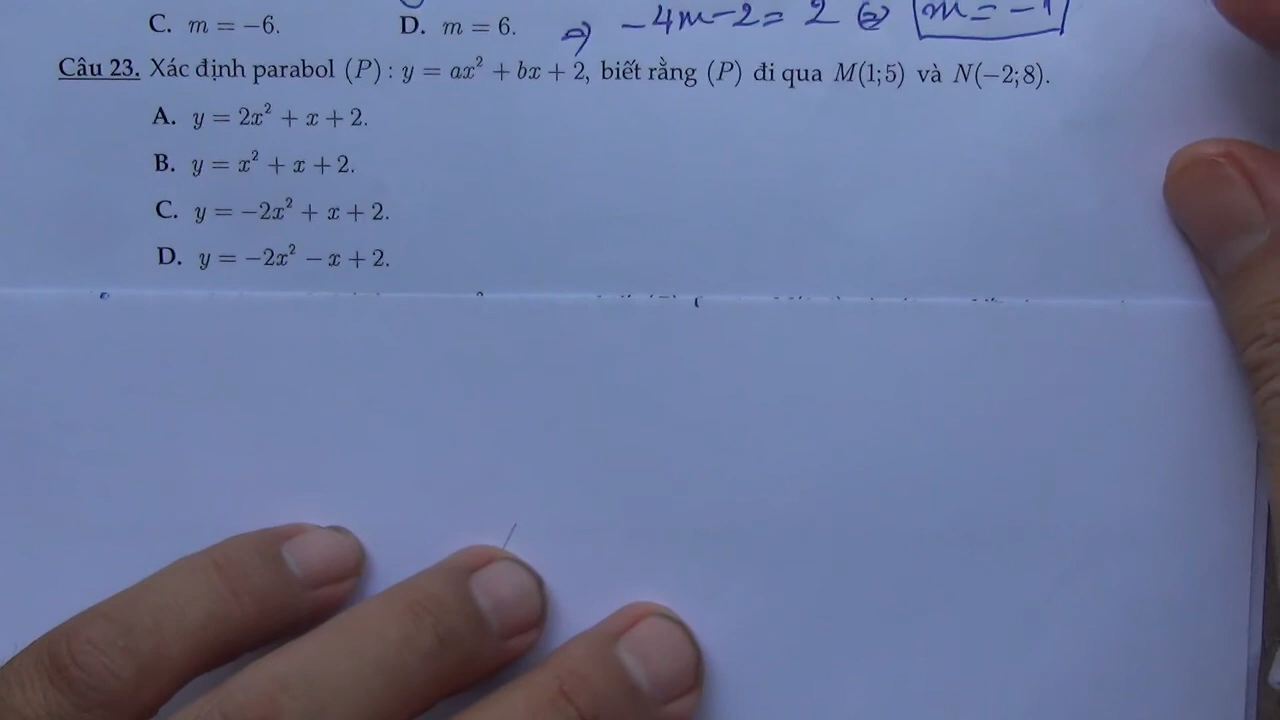 C. m = −6. D. m = 6. ⇒ −4m−2 = 2 ⇔ m = −1
Câu 23. Xác định parabol (P) : y = ax² + bx + 2, biết rằng (P) đi qua M(1;5) và N(−2;8).
A. y = 2x² + x + 2.
B. y = x² + x + 2.
C. y = −2x² + x + 2.
D. y = −2x² − x + 2.